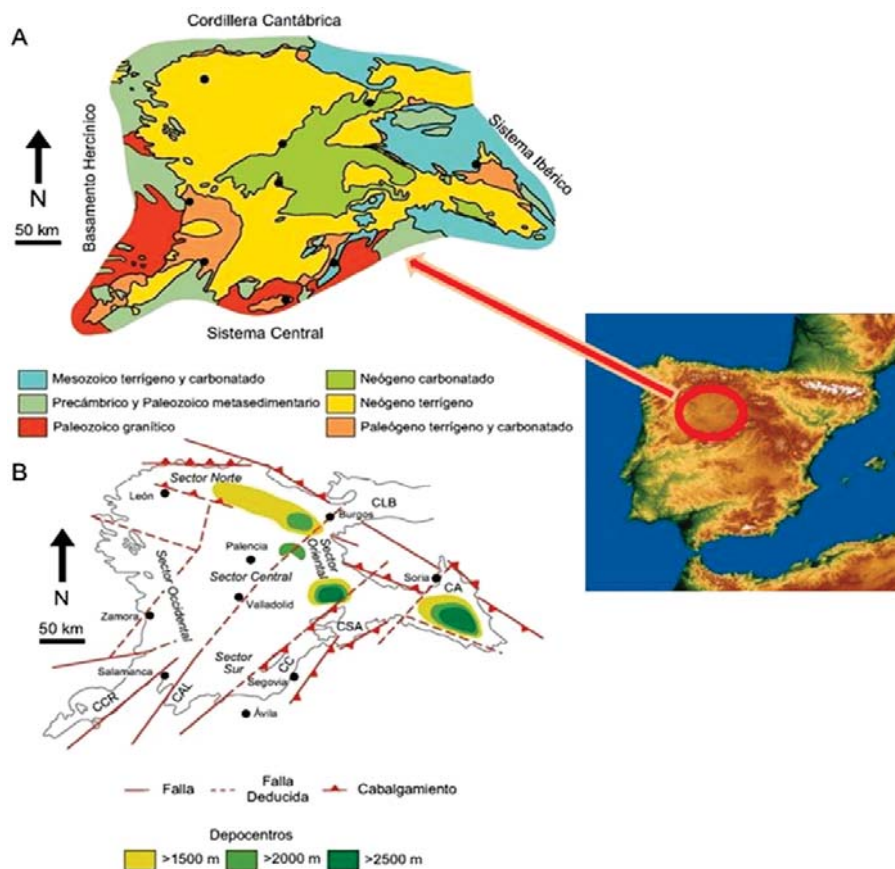 A
Cordillera Cantábrica
Basamento Hercínico
Sistema Ibérico
N
50 km
Sistema Central
Mesozoico terrígeno y carbonatado
Precámbrico y Paleozoico metasedimentario
Paleozoico granítico
Neógeno carbonatado
Neógeno terrígeno
Paleógeno terrígeno y carbonatado
B
Sector Norte
León
CLB
Burgos
Palencia
Sector Oriental
Sector Central
Soria
CA
Sector Occidental
Valladolid
N
Zamora
50 km
CSA
Sector
Sur
CC
Salamanca
Segovia
CAL
CCR
Ávila
Falla
Falla
Deducida
Cabalgamiento
Depocentros
>1500 m
>2000 m
>2500 m